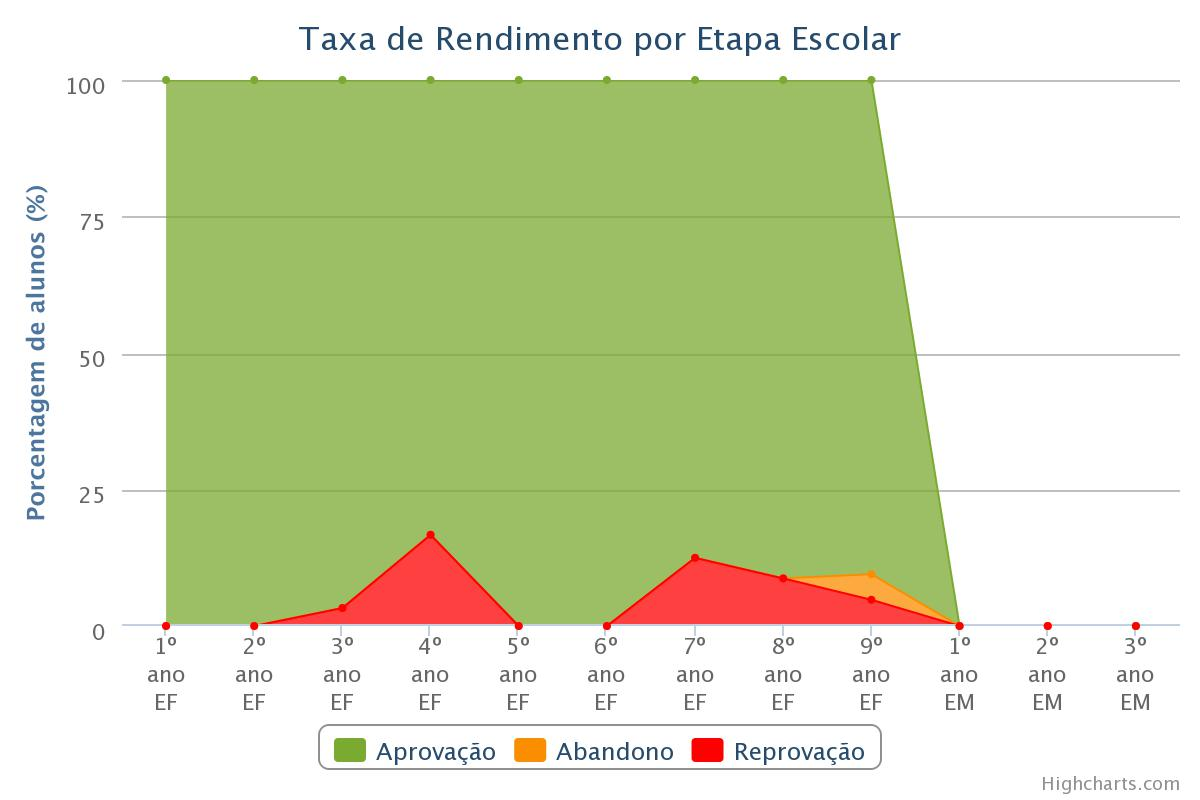 Taxa de Rendimento por Etapa Escolar
Porcentagem de alunos (%)
100
75
50
25
0
1º ano EF
2º ano EF
3º ano EF
4º ano EF
5º ano EF
6º ano EF
7º ano EF
8º ano EF
9º ano EF
1º ano EM
2º ano EM
3º ano EM
Aprovação
Abandono
Reprovação
Highcharts.com